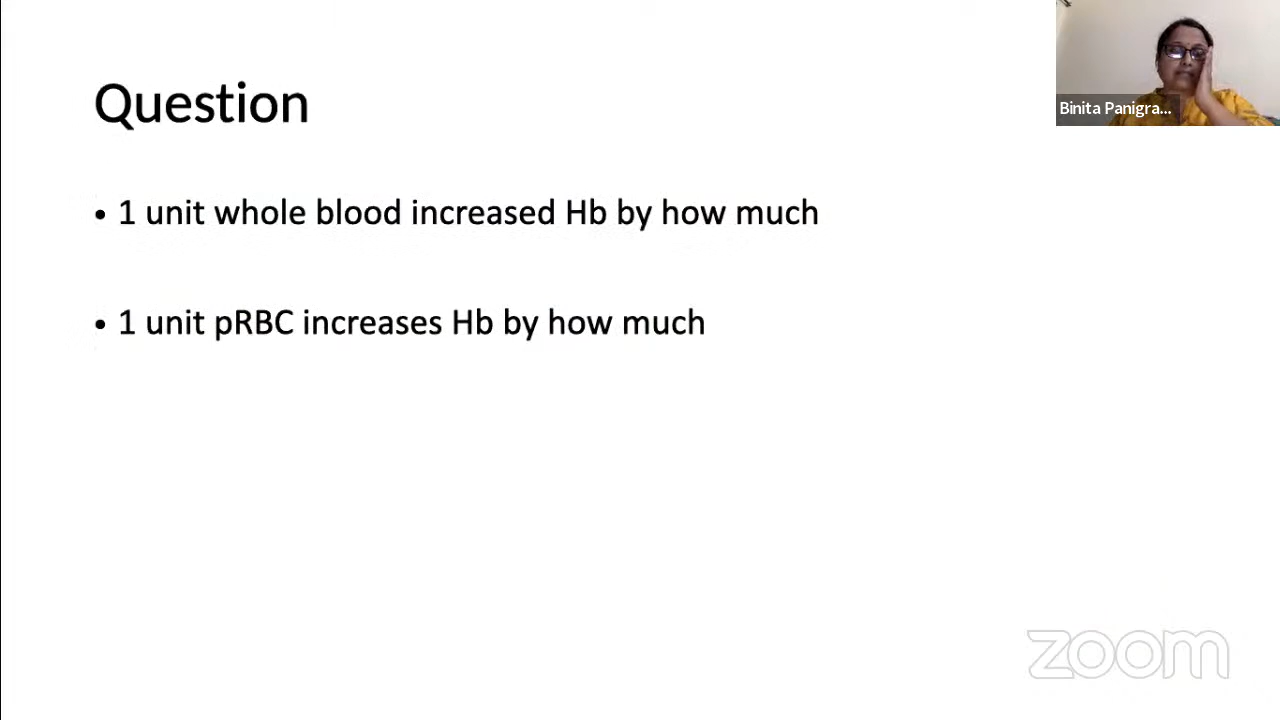 Question
Binita Panigra...
• 1 unit whole blood increased Hb by how much
• 1 unit pRBC increases Hb by how much
zoom